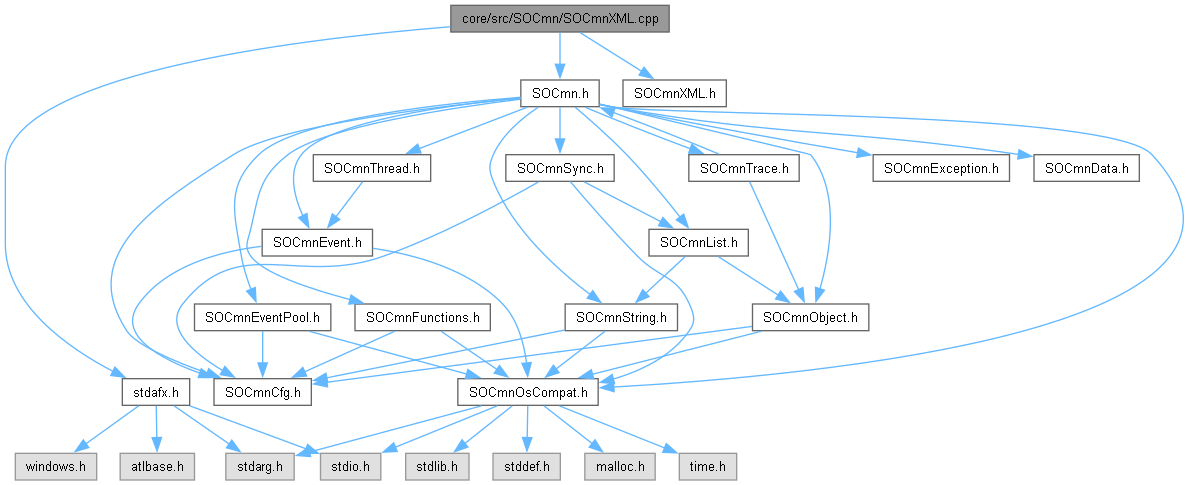 core/src/SOCmn/SOCmnXML.cpp
SOCmn.h
SOCmnXML.h
SOCmnThread.h
SOCmnSync.h
SOCmnTrace.h
SOCmnException.h
SOCmnData.h
SOCmnEvent.h
SOCmnList.h
SOCmnEventPool.h
SOCmnFunctions.h
SOCmnString.h
SOCmnObject.h
stdafx.h
SOCmnCfg.h
SOCmnOsCompat.h
windows.h
atlbase.h
stdarg.h
stdio.h
stdlib.h
stddef.h
malloc.h
time.h